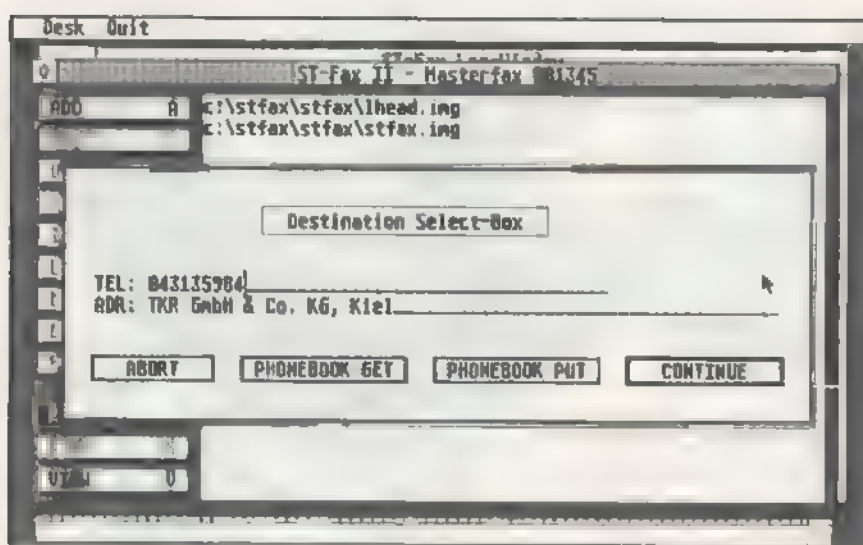 Desk Quit
ST-Fax II - Masterfax
ADD A c:\stfax\stfax\lhead.img
c:\stfax\stfax\stfax.img
Destination Select-Box
TEL: 043135984
ADR: TKR GmbH & Co. KG, Kiel
ABORT PHONEBOOK GET PHONEBOOK PUT CONTINUE
VIEW V